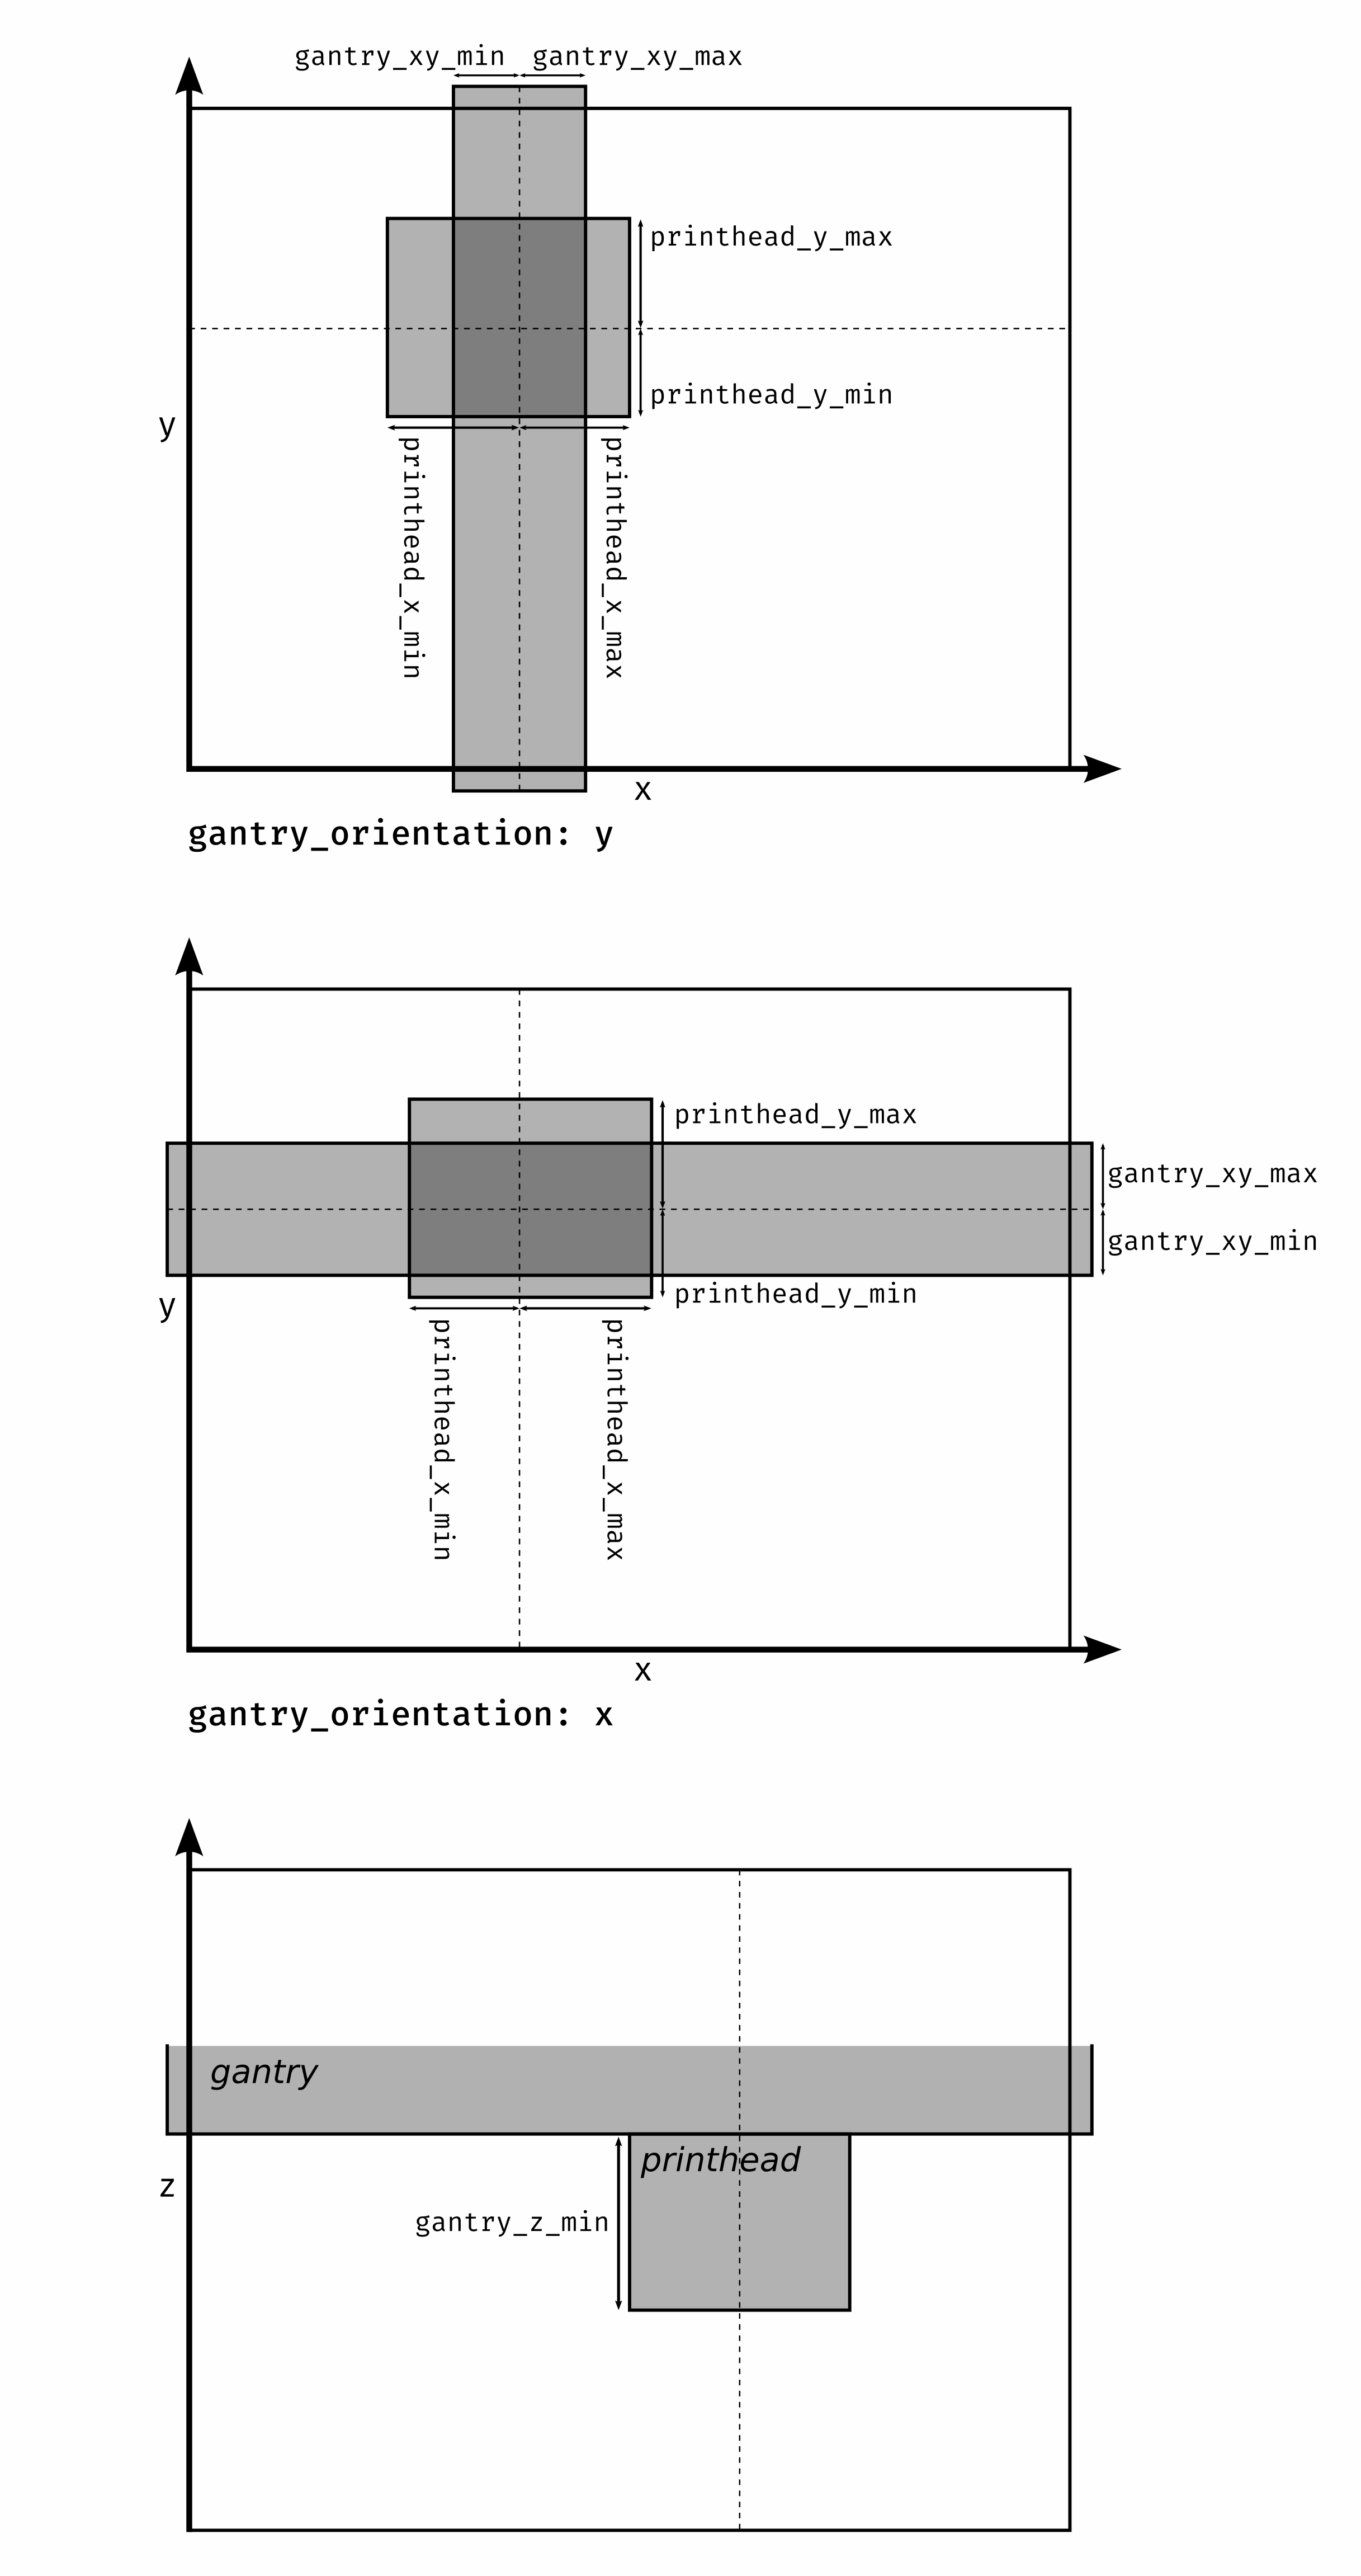 gantry_xy_min gantry_xy_max
printhead_y_max
printhead_y_min
y
printhead_x_min
printhead_x_max
x
gantry_orientation: y
printhead_y_max
gantry_xy_max
gantry_xy_min
printhead_y_min
y
printhead_x_min
printhead_x_max
x
gantry_orientation: x
gantry
printhead
z
gantry_z_min